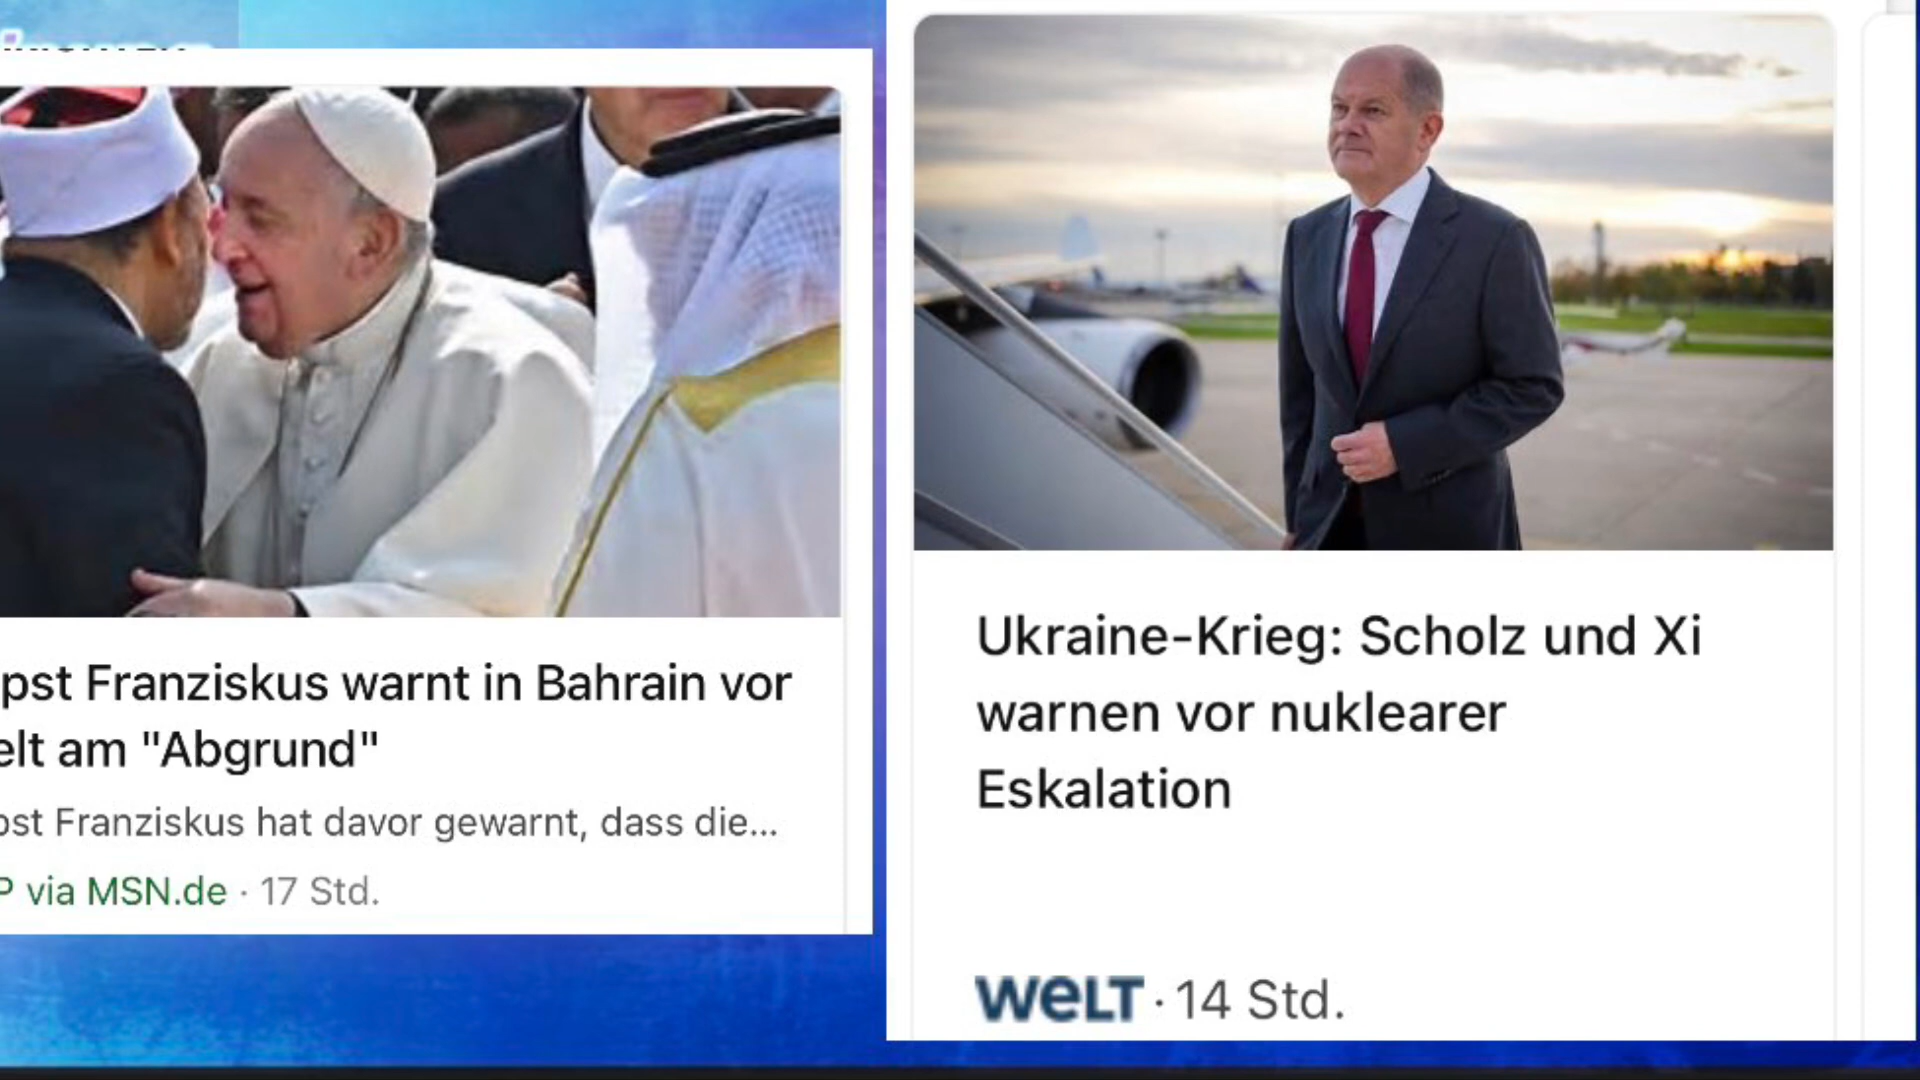 pst Franziskus warnt in Bahrain vor
elt am "Abgrund"
ost Franziskus hat davor gewarnt, dass die...
P via MSN.de · 17 Std.
Ukraine-Krieg: Scholz und Xi
warnen vor nuklearer
Eskalation
WELT · 14 Std.